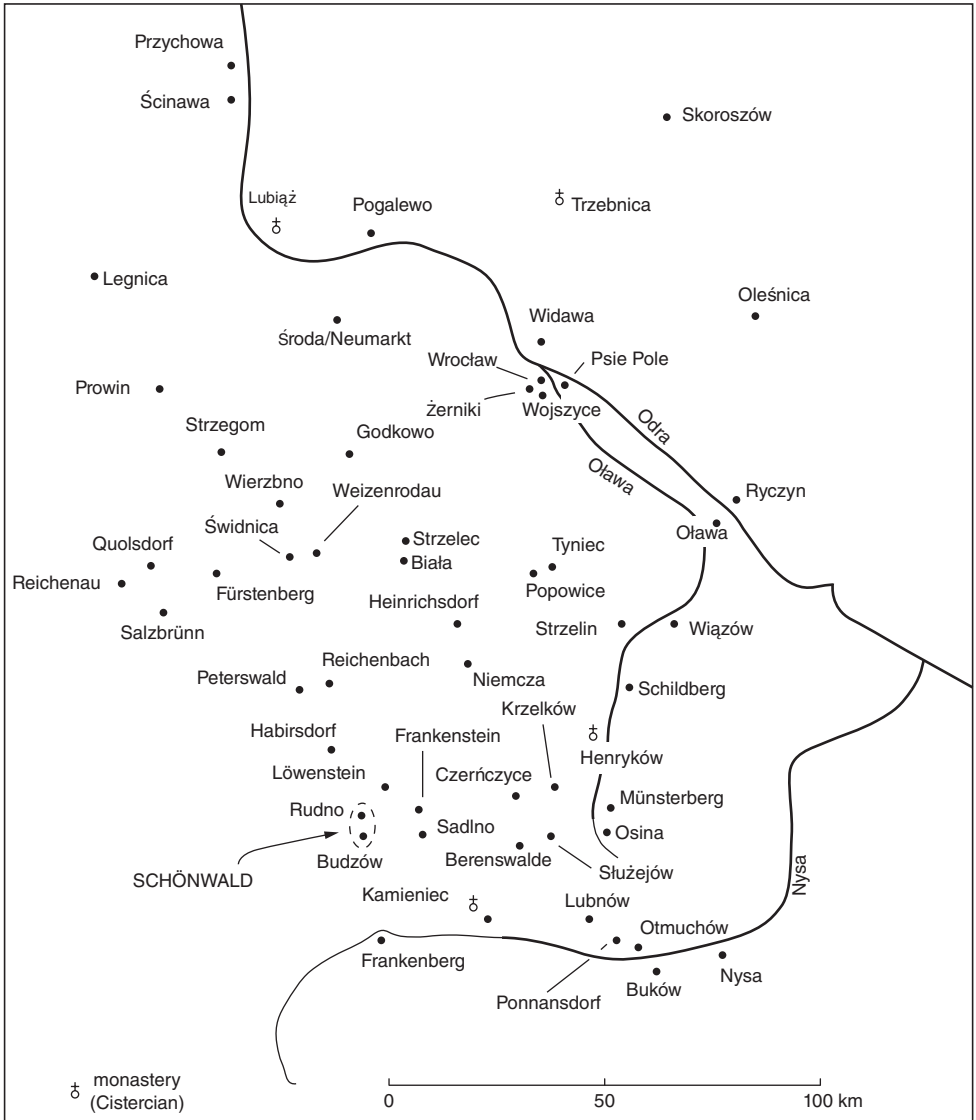 Przychowa
Ścinawa
Skoroszów
Lubiąż
Trzebnica
Pogalewo
Legnica
Oleśnica
Środa/Neumarkt
Widawa
Wrocław
Psie Pole
Prowin
Żerniki
Wojszyce
Odra
Strzegom
Godkowo
Oława
Wierzbno
Weizenrodau
Ryczyn
Świdnica
Oława
Quolsdorf
Strzelec
Tyniec
Biała
Reichenau
Fürstenberg
Popowice
Heinrichsdorf
Salzbrünn
Strzelin
Wiązów
Reichenbach
Peterswald
Niemcza
Schildberg
Krzelków
Habirsdorf
Frankenstein
Henryków
Löwenstein
Czerńczyce
Münsterberg
Rudno
Sadlno
Osina
Budzów
Berenswalde
Służejów
SCHÖNWALD
Nysa
Kamieniec
Lubnów
Otmuchów
Frankenberg
Nysa
Ponnansdorf
Buków
monastery
(Cistercian)
0 50 100 km